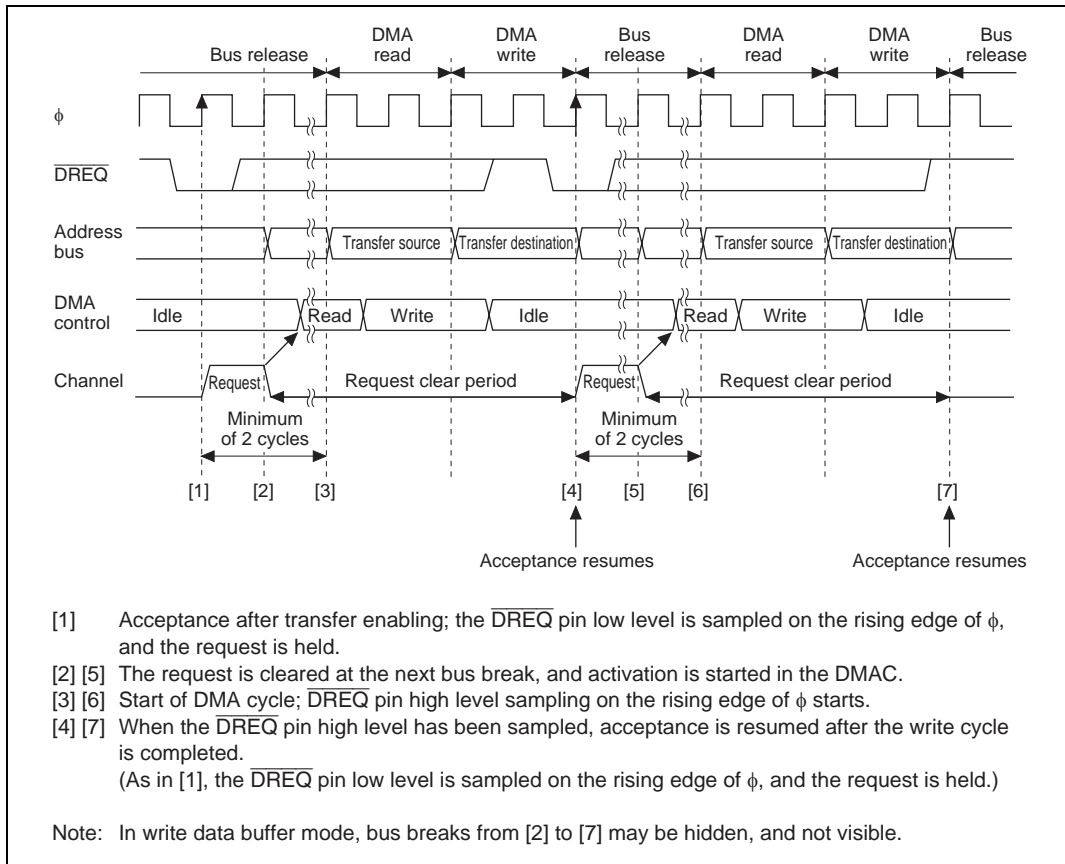 Bus release
DMA read
DMA write
Bus release
DMA read
DMA write
Bus release
ϕ
DREQ
Address bus
Transfer source
Transfer destination
Transfer source
Transfer destination
DMA control
Idle
Read
Write
Idle
Read
Write
Idle
Channel
Request
Request clear period
Request
Request clear period
Minimum of 2 cycles
Minimum of 2 cycles
[1] [2] [3] [4] [5] [6] [7]
Acceptance resumes
Acceptance resumes
[1] Acceptance after transfer enabling; the DREQ pin low level is sampled on the rising edge of ϕ,
and the request is held.
[2] [5] The request is cleared at the next bus break, and activation is started in the DMAC.
[3] [6] Start of DMA cycle; DREQ pin high level sampling on the rising edge of ϕ starts.
[4] [7] When the DREQ pin high level has been sampled, acceptance is resumed after the write cycle
is completed.
(As in [1], the DREQ pin low level is sampled on the rising edge of ϕ, and the request is held.)
Note: In write data buffer mode, bus breaks from [2] to [7] may be hidden, and not visible.